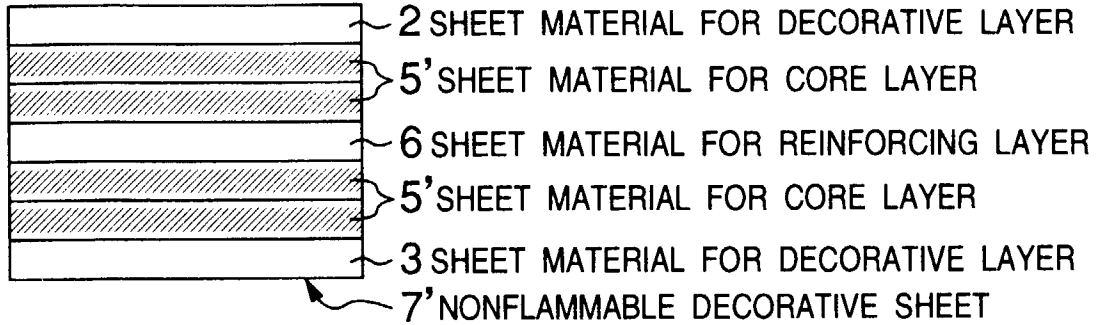 2 SHEET MATERIAL FOR DECORATIVE LAYER
5' SHEET MATERIAL FOR CORE LAYER
6 SHEET MATERIAL FOR REINFORCING LAYER
5' SHEET MATERIAL FOR CORE LAYER
3 SHEET MATERIAL FOR DECORATIVE LAYER
7' NONFLAMMABLE DECORATIVE SHEET